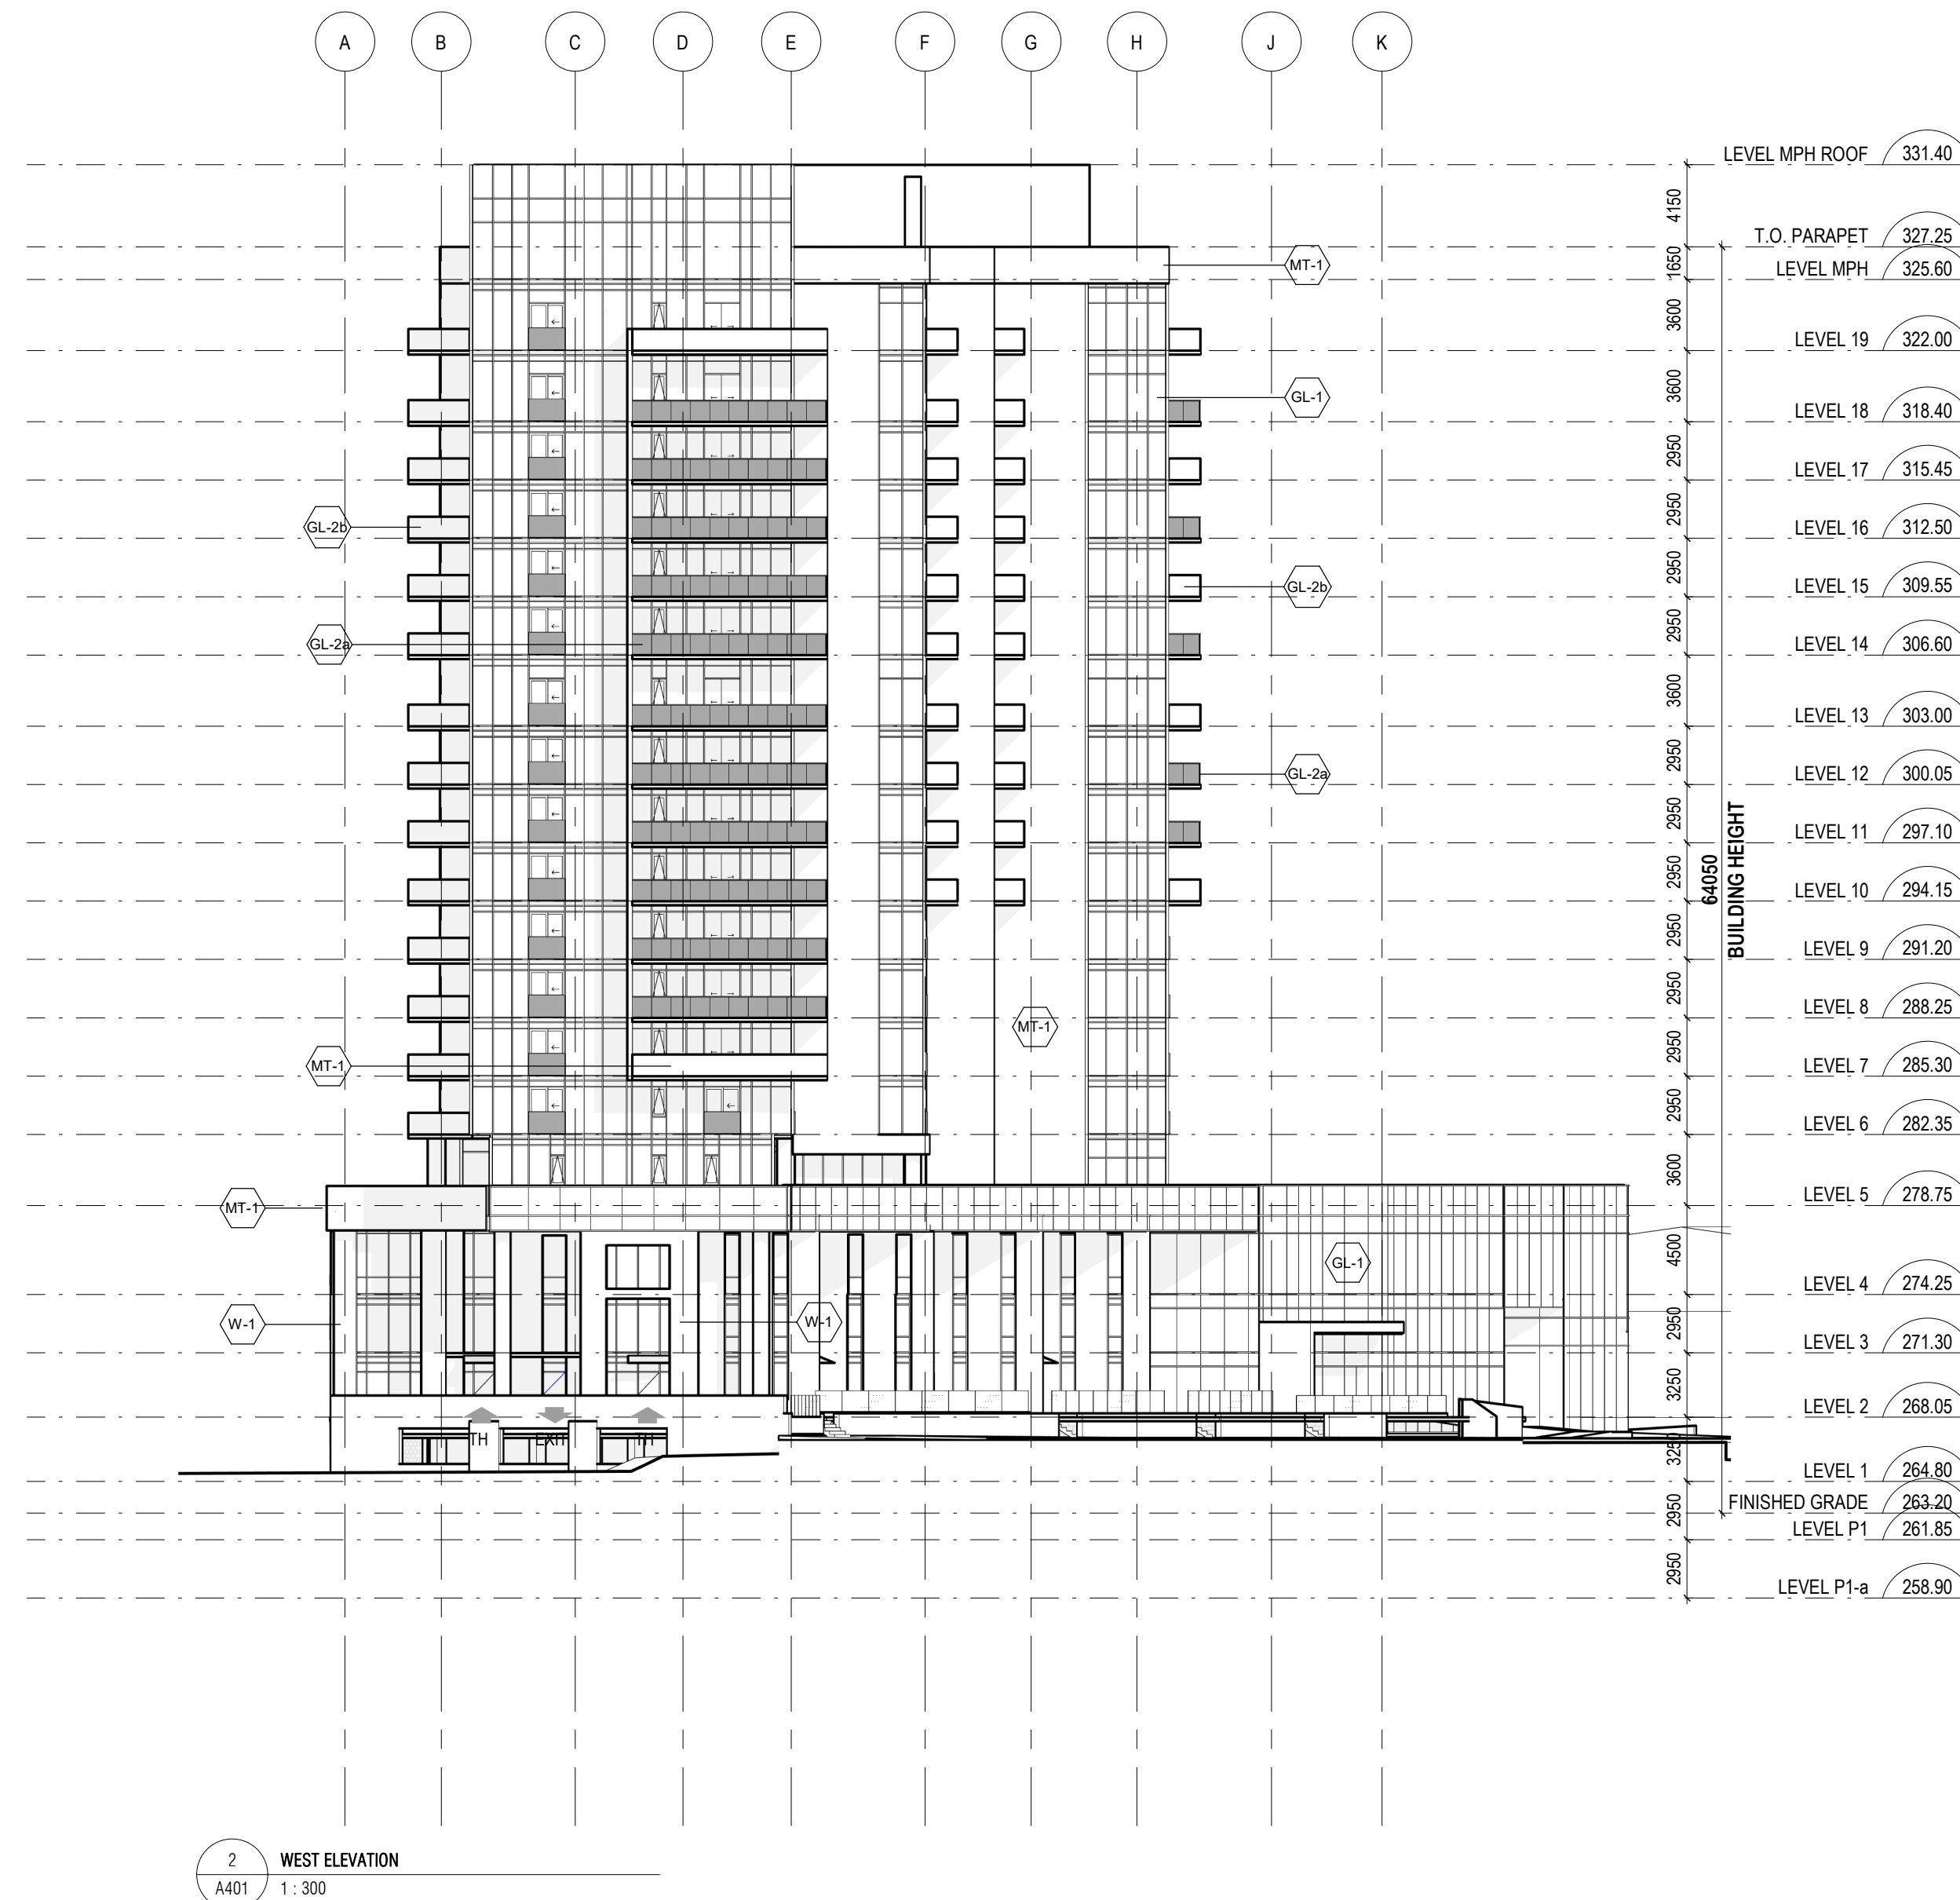 A B C D E F G H J K
LEVEL MPH ROOF 331.40
4150
T.O. PARAPET 327.25
1650
MT-1
LEVEL MPH 325.60
3600
LEVEL 19 322.00
3600
GL-1
LEVEL 18 318.40
2950
LEVEL 17 315.45
2950
GL-2b
LEVEL 16 312.50
2950
GL-2b
LEVEL 15 309.55
2950
GL-2a
LEVEL 14 306.60
3600
LEVEL 13 303.00
2950
GL-2a
LEVEL 12 300.05
2950
LEVEL 11 297.10
2950
64050
BUILDING HEIGHT
LEVEL 10 294.15
2950
LEVEL 9 291.20
2950
LEVEL 8 288.25
MT-1
2950
MT-1
LEVEL 7 285.30
2950
LEVEL 6 282.35
3600
MT-1
LEVEL 5 278.75
4500
GL-1
LEVEL 4 274.25
2950
W-1
W-1
LEVEL 3 271.30
3250
LEVEL 2 268.05
TH EXIT TH
3250
LEVEL 1 264.80
2950
FINISHED GRADE 263.20
LEVEL P1 261.85
2950
LEVEL P1-a 258.90
2 WEST ELEVATION
A401 1 : 300